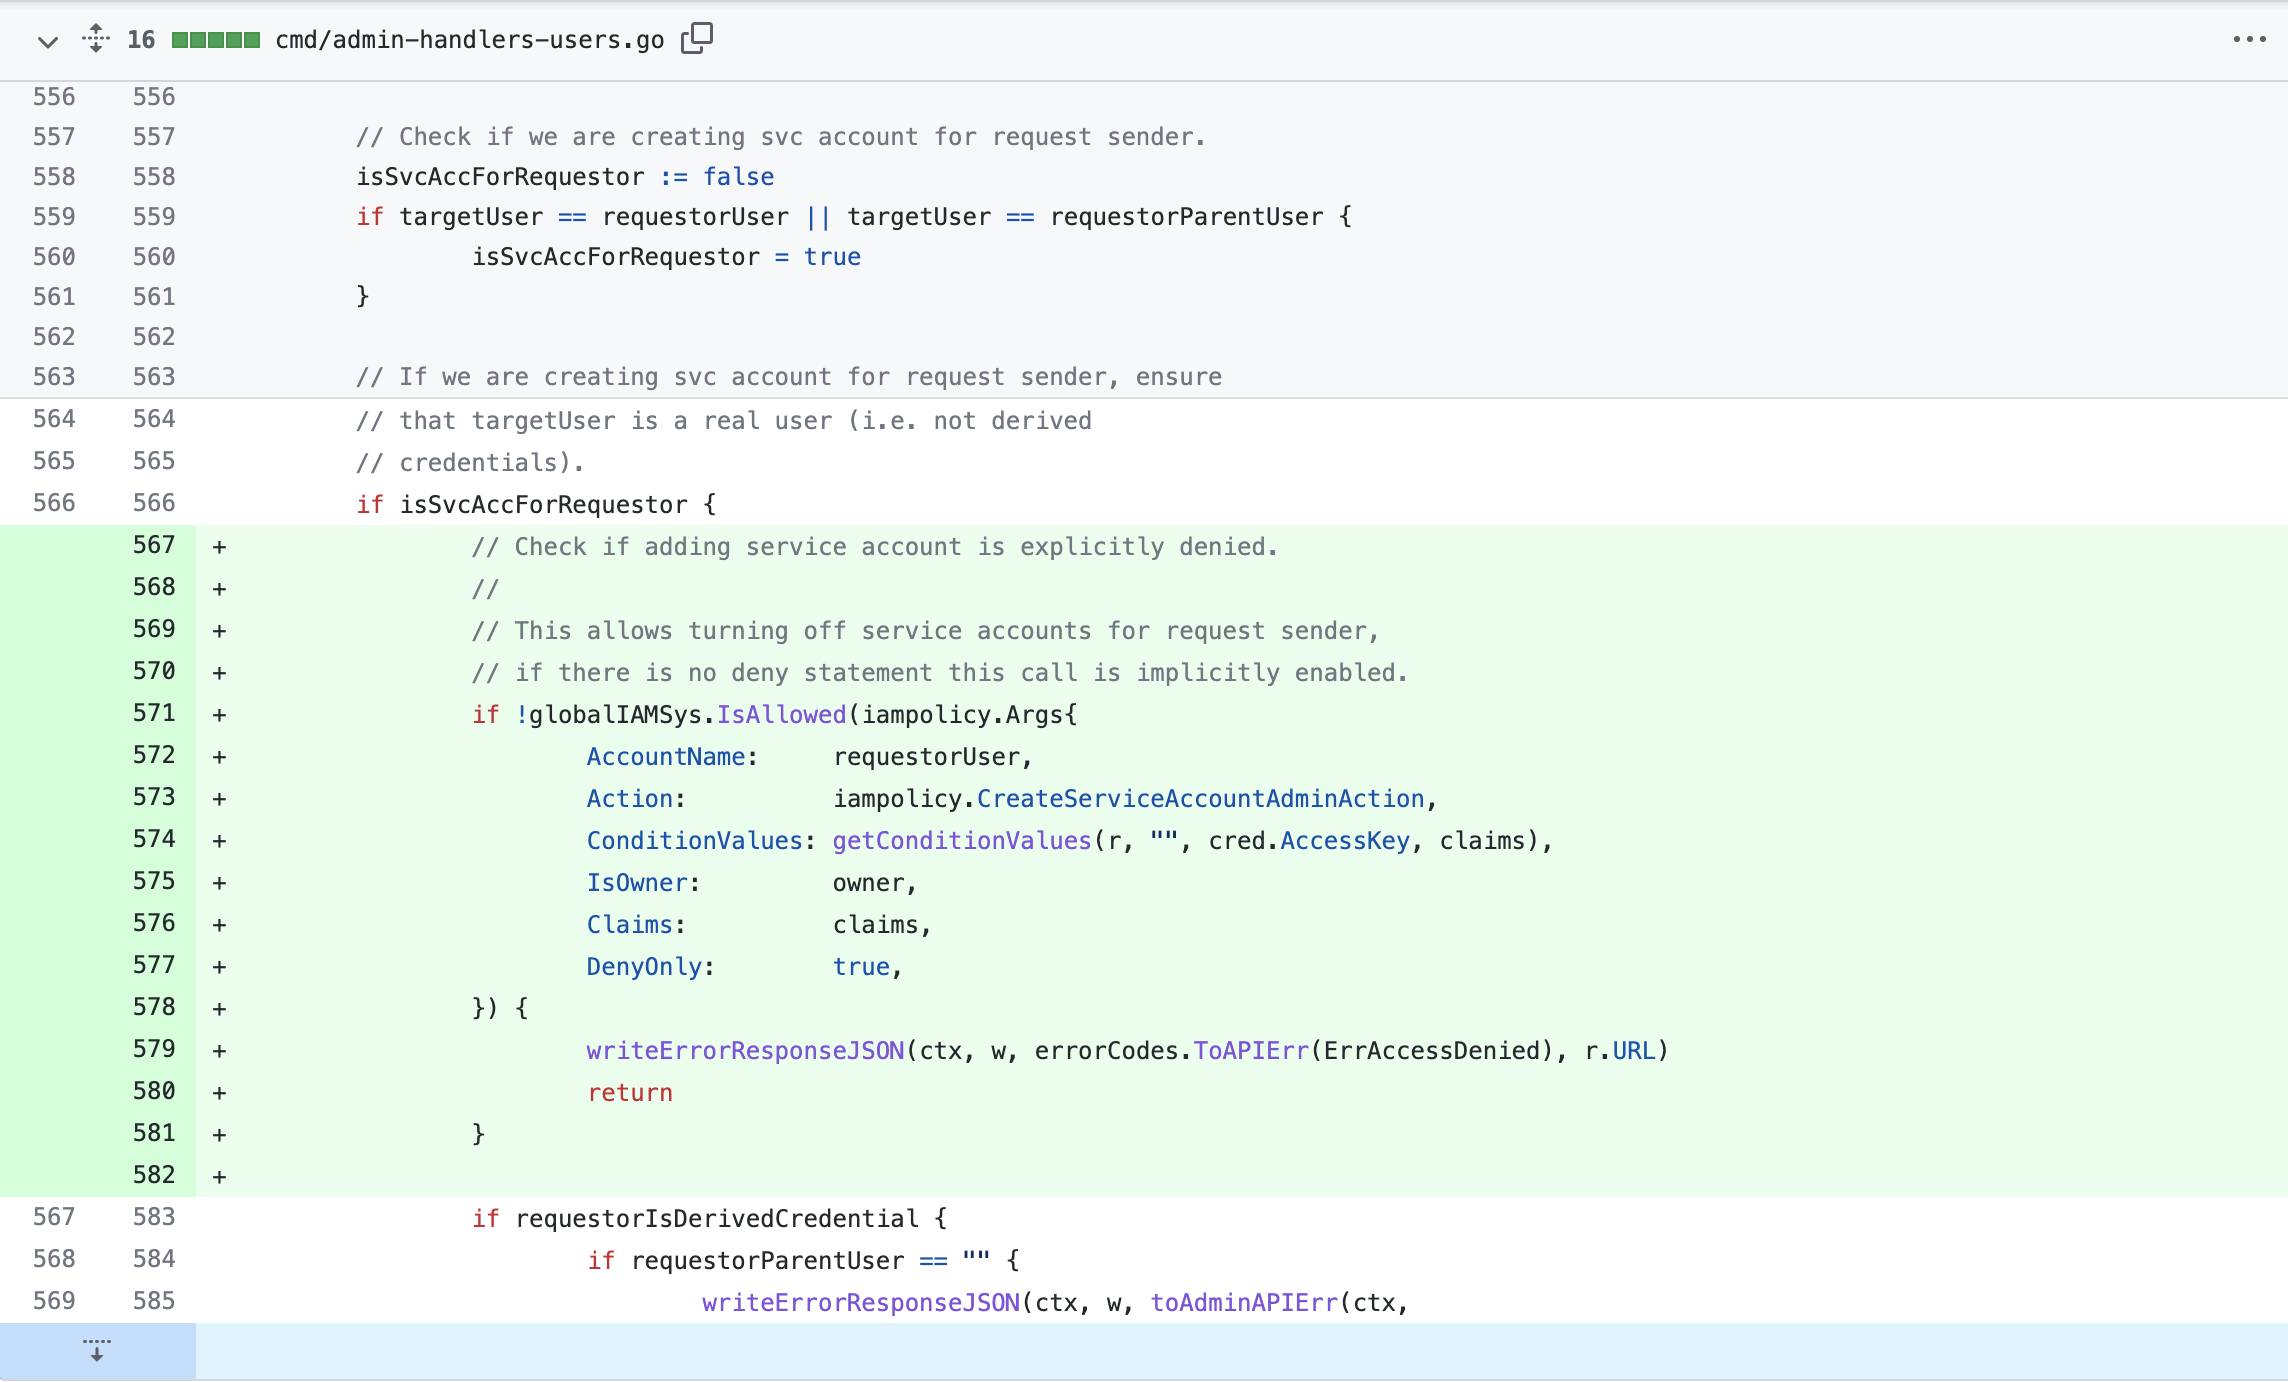 16 cmd/admin-handlers-users.go
556 556
557 557 // Check if we are creating svc account for request sender.
558 558 isSvcAccForRequestor := false
559 559 if targetUser == requestorUser || targetUser == requestorParentUser {
560 560 isSvcAccForRequestor = true
561 561 }
562 562
563 563 // If we are creating svc account for request sender, ensure
564 564 // that targetUser is a real user (i.e. not derived
565 565 // credentials).
566 566 if isSvcAccForRequestor {
567 + // Check if adding service account is explicitly denied.
568 + //
569 + // This allows turning off service accounts for request sender,
570 + // if there is no deny statement this call is implicitly enabled.
571 + if !globalIAMSys.IsAllowed(iampolicy.Args{
572 + AccountName: requestorUser,
573 + Action: iampolicy.CreateServiceAccountAdminAction,
574 + ConditionValues: getConditionValues(r, "", cred.AccessKey, claims),
575 + IsOwner: owner,
576 + Claims: claims,
577 + DenyOnly: true,
578 + }) {
579 + writeErrorResponseJSON(ctx, w, errorCodes.ToAPIErr(ErrAccessDenied), r.URL)
580 + return
581 + }
582 +
567 583 if requestorIsDerivedCredential {
568 584 if requestorParentUser == "" {
569 585 writeErrorResponseJSON(ctx, w, toAdminAPIErr(ctx,